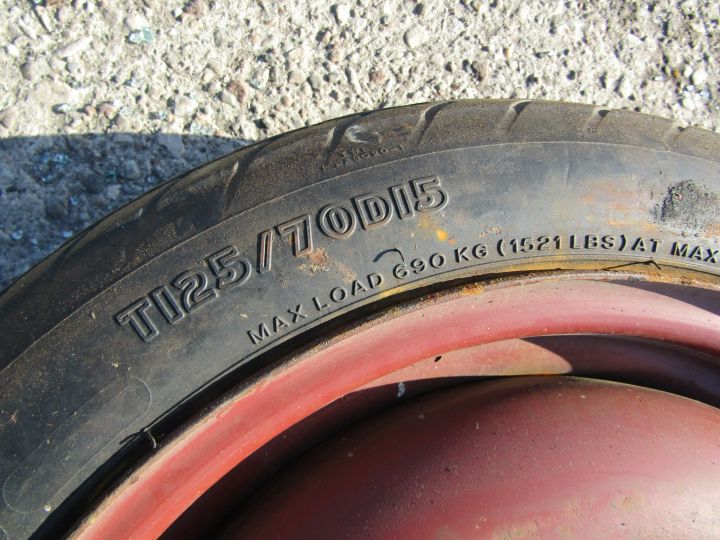 T125/70D15
MAX LOAD 690 KG (1521 LBS) AT MAX